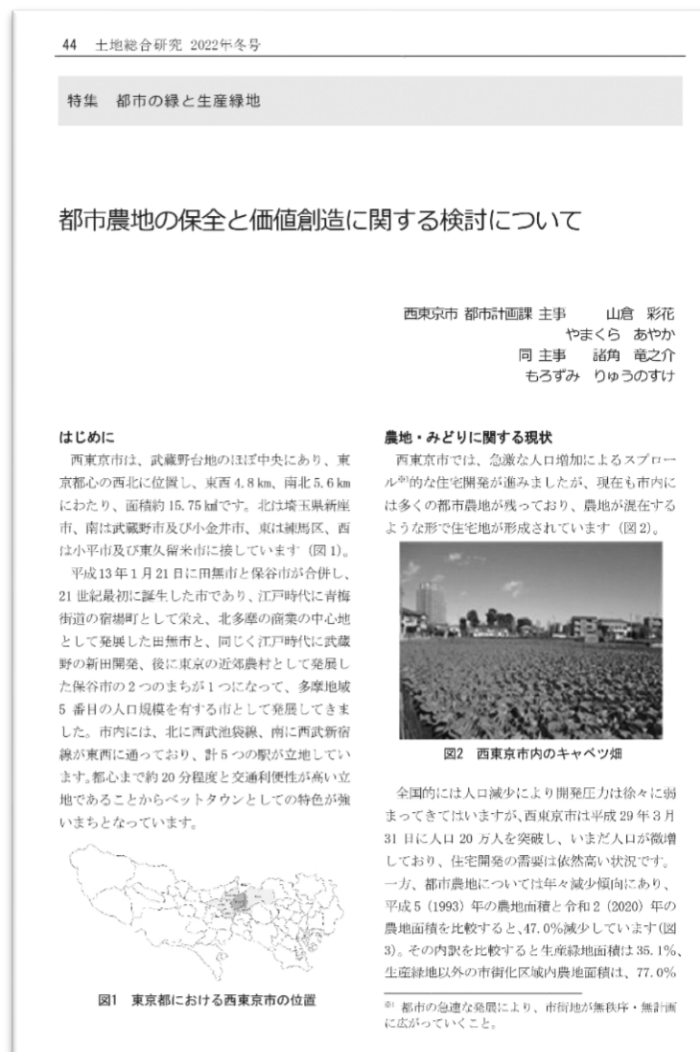 44 土地総合研究 2022年冬号
特集 都市の緑と生産緑地
都市農地の保全と価値創造に関する検討について
西東京市 都市計画課 主事 山倉 彩花
やまくら あやか
同 主事 諸角 竜之介
もろずみ りゅうのすけ
はじめに
西東京市は、武蔵野台地のほぼ中央にあり、東
京都心の西北に位置し、東西 4.8 km、南北 5.6 km
にわたり、面積約 15.75 ㎢です。北は埼玉県新座
市、南は武蔵野市及び小金井市、東は練馬区、西
は小平市及び東久留米市に接しています（図1）。
平成 13 年 1 月 21 日に田無市と保谷市が合併し、
21 世紀最初に誕生した市であり、江戸時代に青梅
街道の宿場町として栄え、北多摩の商業の中心地
として発展した田無市と、同じく江戸時代に武蔵
野の新田開発、後に東京の近郊農村として発展し
た保谷市の２つのまちが１つになって、多摩地域
5 番目の人口規模を有する市として発展してきま
した。市内には、北に西武池袋線、南に西武新宿
線が東西に通っており、計５つの駅が立地してい
ます。都心まで約 20 分程度と交通利便性が高い立
地であることからベットタウンとしての特色が強
いまちとなっています。
図1 東京都における西東京市の位置
農地・みどりに関する現状
西東京市では、急激な人口増加によるスプロー
ル※1的な住宅開発が進みましたが、現在も市内に
は多くの都市農地が残っており、農地が混在する
ような形で住宅地が形成されています（図2）。
図2 西東京市内のキャベツ畑
全国的には人口減少により開発圧力は徐々に弱
まってきてはいますが、西東京市は平成 29 年 3 月
31 日に人口 20 万人を突破し、いまだ人口が微増
しており、住宅開発の需要は依然高い状況です。
一方、都市農地については年々減少傾向にあり、
平成 5（1993）年の農地面積と令和 2（2020）年の
農地面積を比較すると、47.0％減少しています（図
3）。その内訳を比較すると生産緑地面積は 35.1％、
生産緑地以外の市街化区域内農地面積は、77.0％
※1 都市の急速な発展により、市街地が無秩序・無計画
に広がっていくこと。